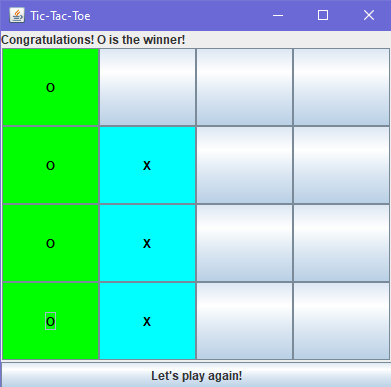 Tic-Tac-Toe
Congratulations! O is the winner!
O
O X
O X
O X
Let's play again!